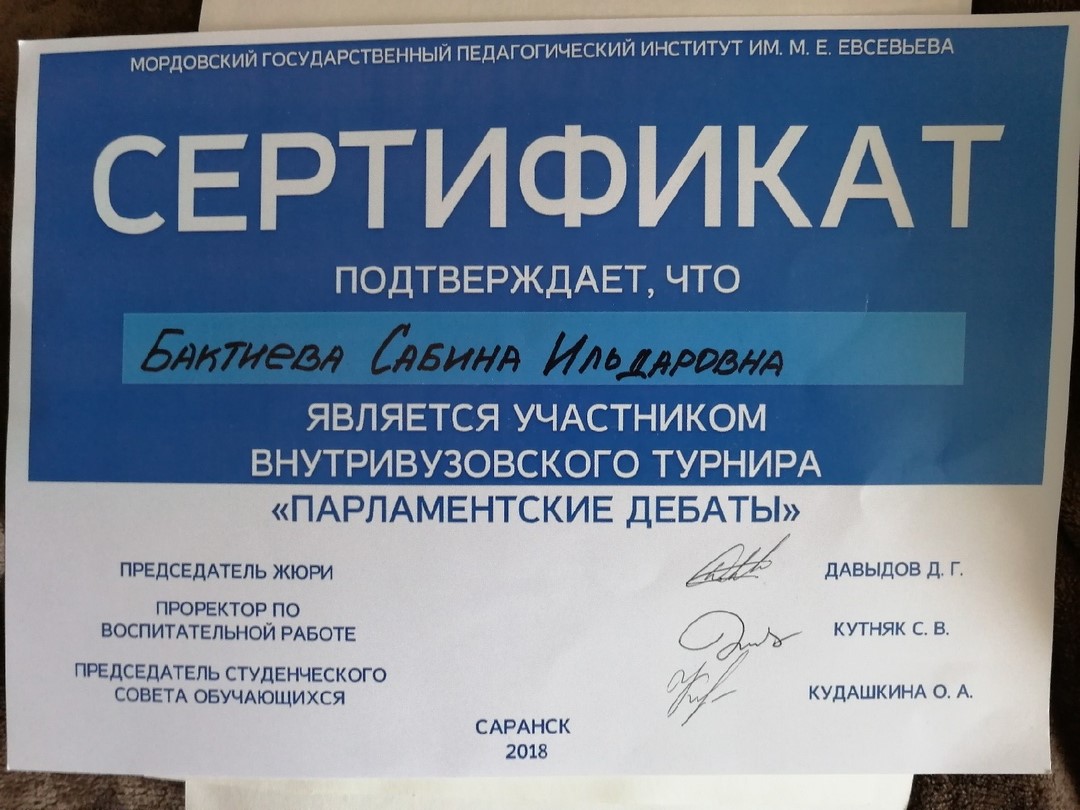 МОРДОВСКИЙ ГОСУДАРСТВЕННЫЙ ПЕДАГОГИЧЕСКИЙ ИНСТИТУТ ИМ. М. Е. ЕВСЕВЬЕВА
СЕРТИФИКАТ
ПОДТВЕРЖДАЕТ, ЧТО
БАКТИЕВА САБИНА ИЛЬДАРОВНА
ЯВЛЯЕТСЯ УЧАСТНИКОМ
ВНУТРИВУЗОВСКОГО ТУРНИРА
«ПАРЛАМЕНТСКИЕ ДЕБАТЫ»
ПРЕДСЕДАТЕЛЬ ЖЮРИ ДАВЫДОВ Д. Г.
ПРОРЕКТОР ПО
ВОСПИТАТЕЛЬНОЙ РАБОТЕ КУТНЯК С. В.
ПРЕДСЕДАТЕЛЬ СТУДЕНЧЕСКОГО
СОВЕТА ОБУЧАЮЩИХСЯ КУДАШКИНА О. А.
САРАНСК
2018